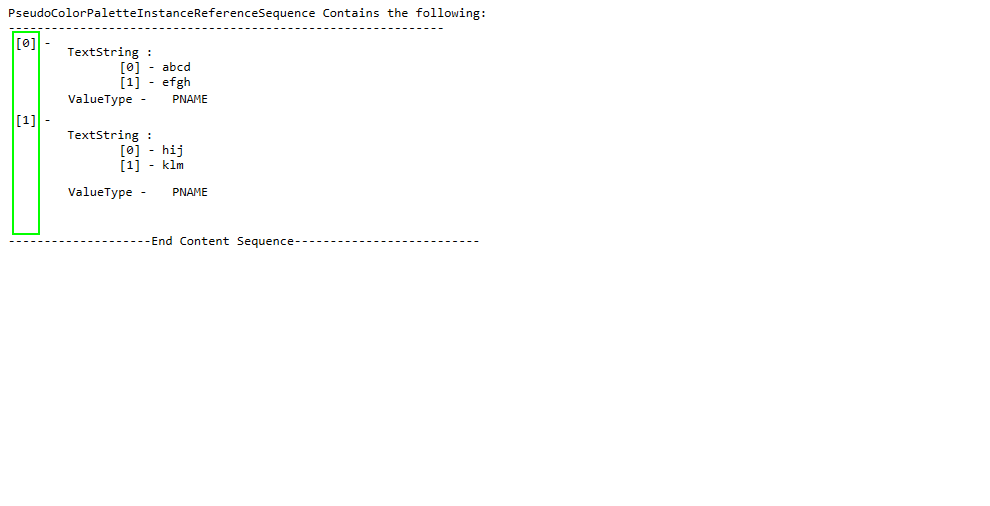 PseudoColorPaletteInstanceReferenceSequence Contains the following:
-------------------------------------------------------------
[0] -
TextString :
[0] - abcd
[1] - efgh
ValueType - PNAME
[1] -
TextString :
[0] - hij
[1] - klm
ValueType - PNAME
--------------------End Content Sequence--------------------------